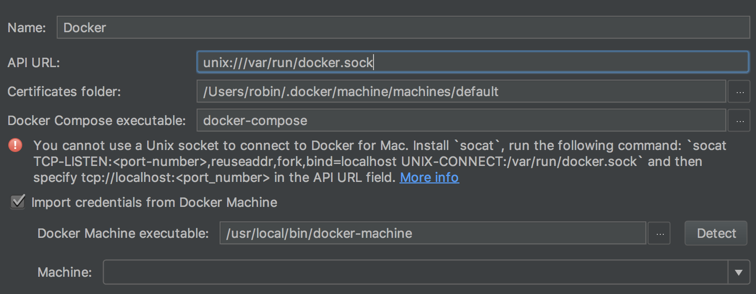 Name: Docker
API URL: unix:///var/run/docker.sock
Certificates folder: /Users/robin/.docker/machine/machines/default ...
Docker Compose executable: docker-compose ...
You cannot use a Unix socket to connect to Docker for Mac. Install `socat`, run the following command: `socat
TCP-LISTEN:<port-number>,reuseaddr,fork,bind=localhost UNIX-CONNECT:/var/run/docker.sock` and then
specify tcp://localhost:<port_number> in the API URL field. More info
Import credentials from Docker Machine
Docker Machine executable: /usr/local/bin/docker-machine ... Detect
Machine: